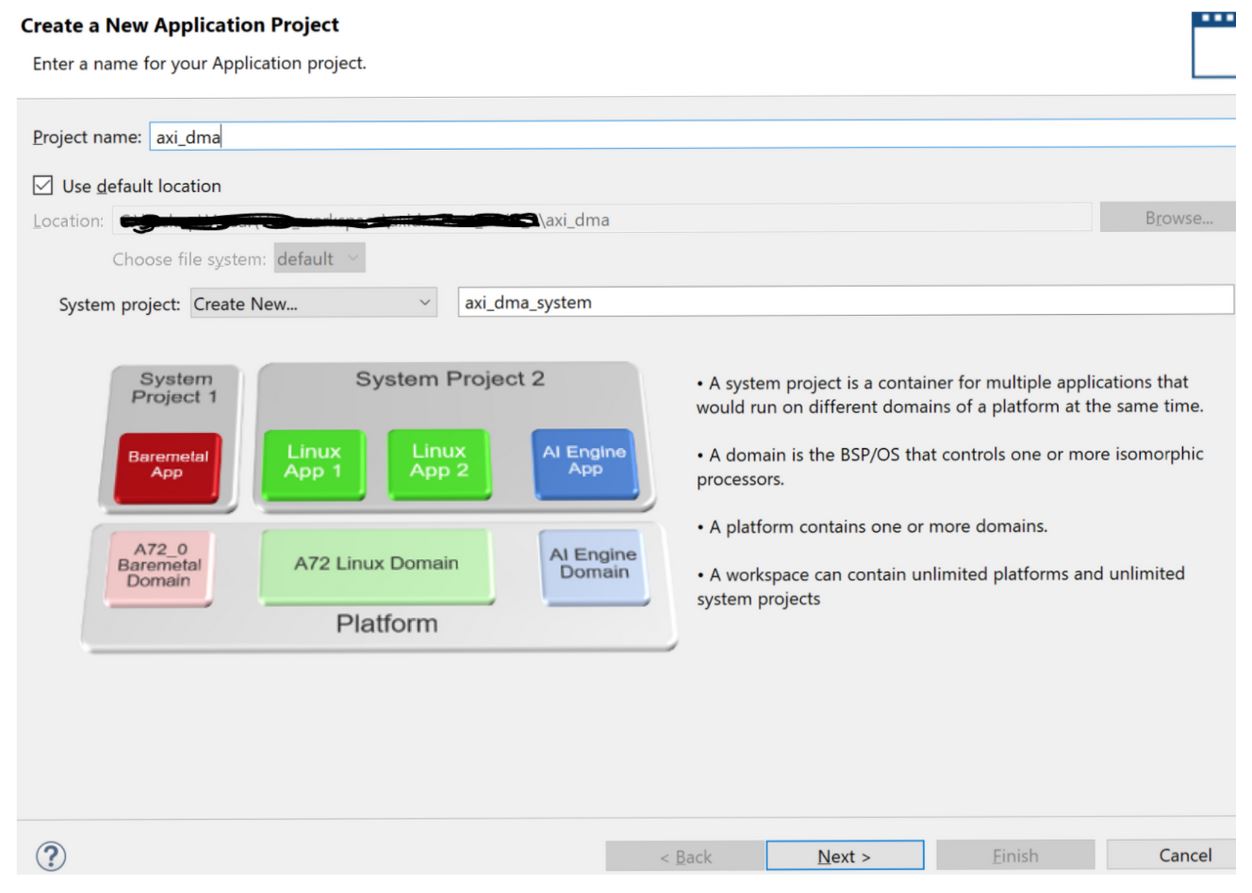 Create a New Application Project
Enter a name for your Application project.
Project name: axi_dma
Use default location
Location: \axi_dma Browse...
Choose file system: default
System project: Create New... axi_dma_system
System Project 1
System Project 2
Baremetal App
Linux App 1
Linux App 2
AI Engine App
A72_0 Baremetal Domain
A72 Linux Domain
AI Engine Domain
Platform
• A system project is a container for multiple applications that
would run on different domains of a platform at the same time.
• A domain is the BSP/OS that controls one or more isomorphic
processors.
• A platform contains one or more domains.
• A workspace can contain unlimited platforms and unlimited
system projects
? < Back Next > Finish Cancel